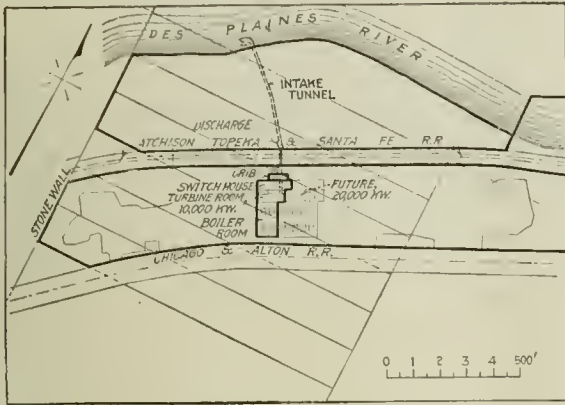 DES PLAINES RIVER
INTAKE
TUNNEL
DISCHARGE
ATCHISON TOPEKA & SANTA FE R.R
CRIB
SWITCH HOUSE
TURBINE ROOM
10,000 KW.
BOILER
ROOM
FUTURE,
20,000 KW.
STONE WALL
CHICAGO & ALTON R.R.
0 1 2 3 4 500'